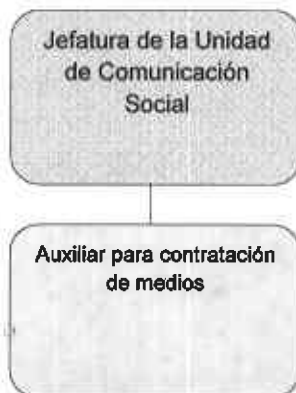 Jefatura de la Unidad
de Comunicación
Social
Auxiliar para contratación
de medios